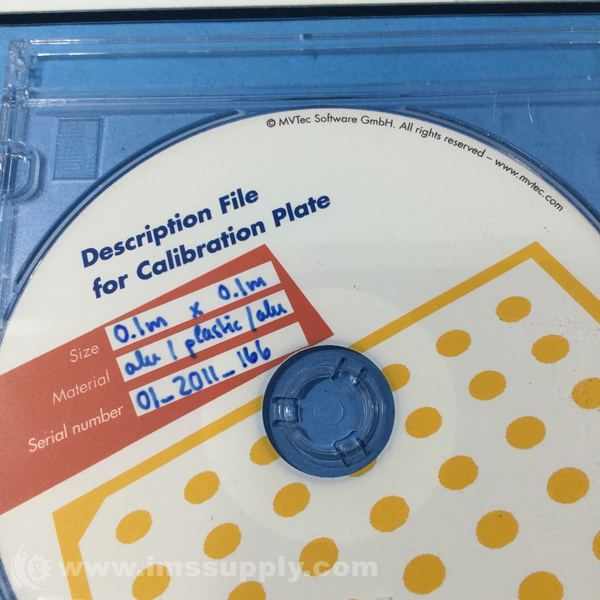 © MVTec Software GmbH. All rights reserved – www.mvtec.com
Description File
for Calibration Plate
Size 0.1m x 0.1m
Material alu / plastic / alu
Serial number 01_2011_166
www.imssupply.com